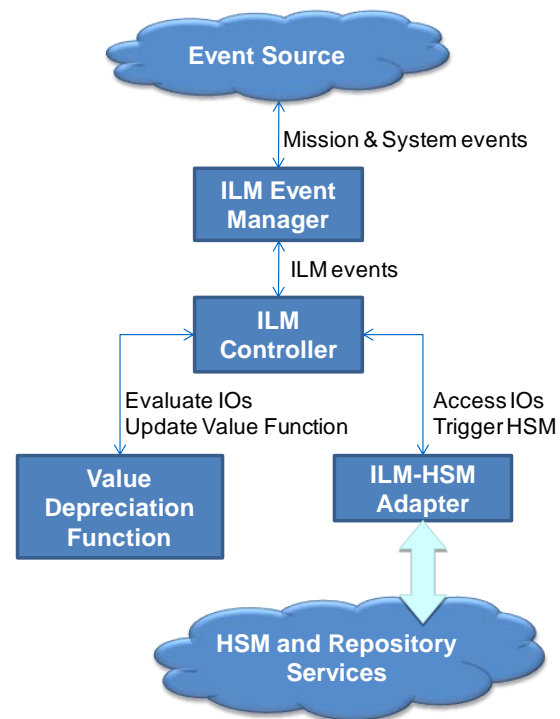 Event Source
Mission & System events
ILM Event
Manager
ILM events
ILM
Controller
Evaluate IOs
Update Value Function
Access IOs
Trigger HSM
Value
Depreciation
Function
ILM-HSM
Adapter
HSM and Repository
Services